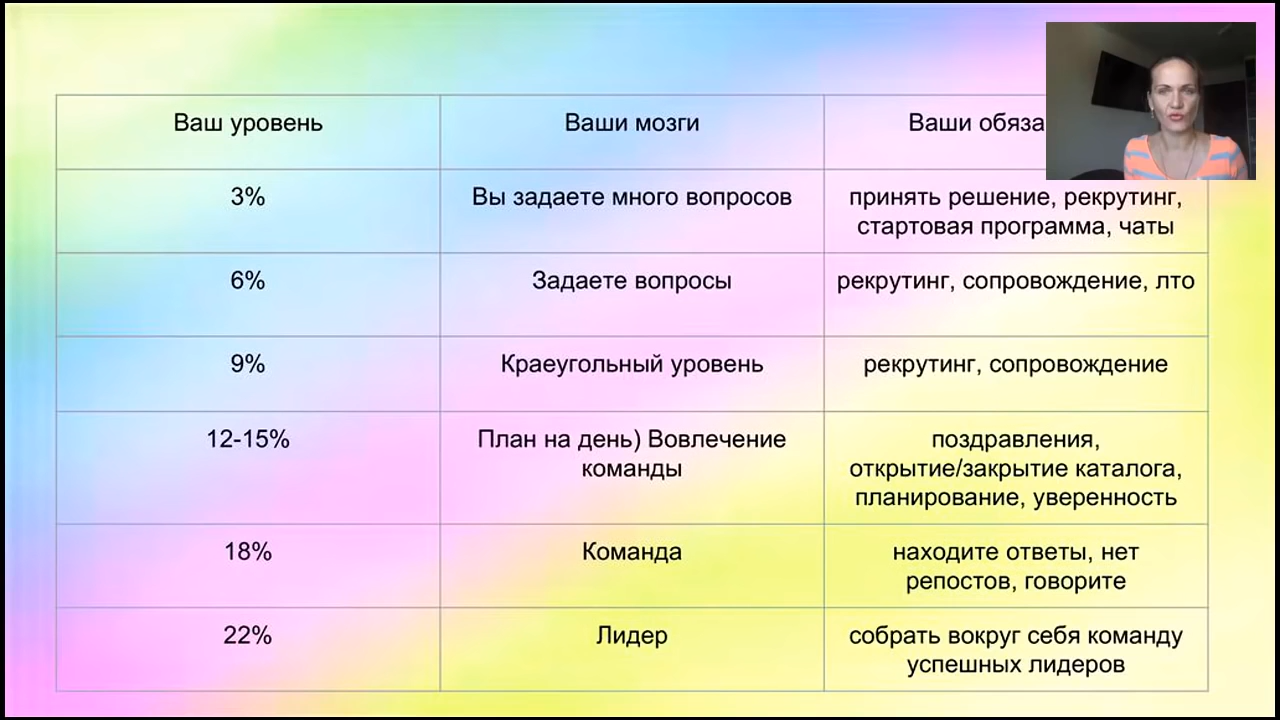 Ваш уровень
Ваши мозги
Ваши обяза
3%
Вы задаете много вопросов
принять решение, рекрутинг,
стартовая программа, чаты
6%
Задаете вопросы
рекрутинг, сопровождение, лто
9%
Краеугольный уровень
рекрутинг, сопровождение
12-15%
План на день) Вовлечение
команды
поздравления,
открытие/закрытие каталога,
планирование, уверенность
18%
Команда
находите ответы, нет
репостов, говорите
22%
Лидер
собрать вокруг себя команду
успешных лидеров